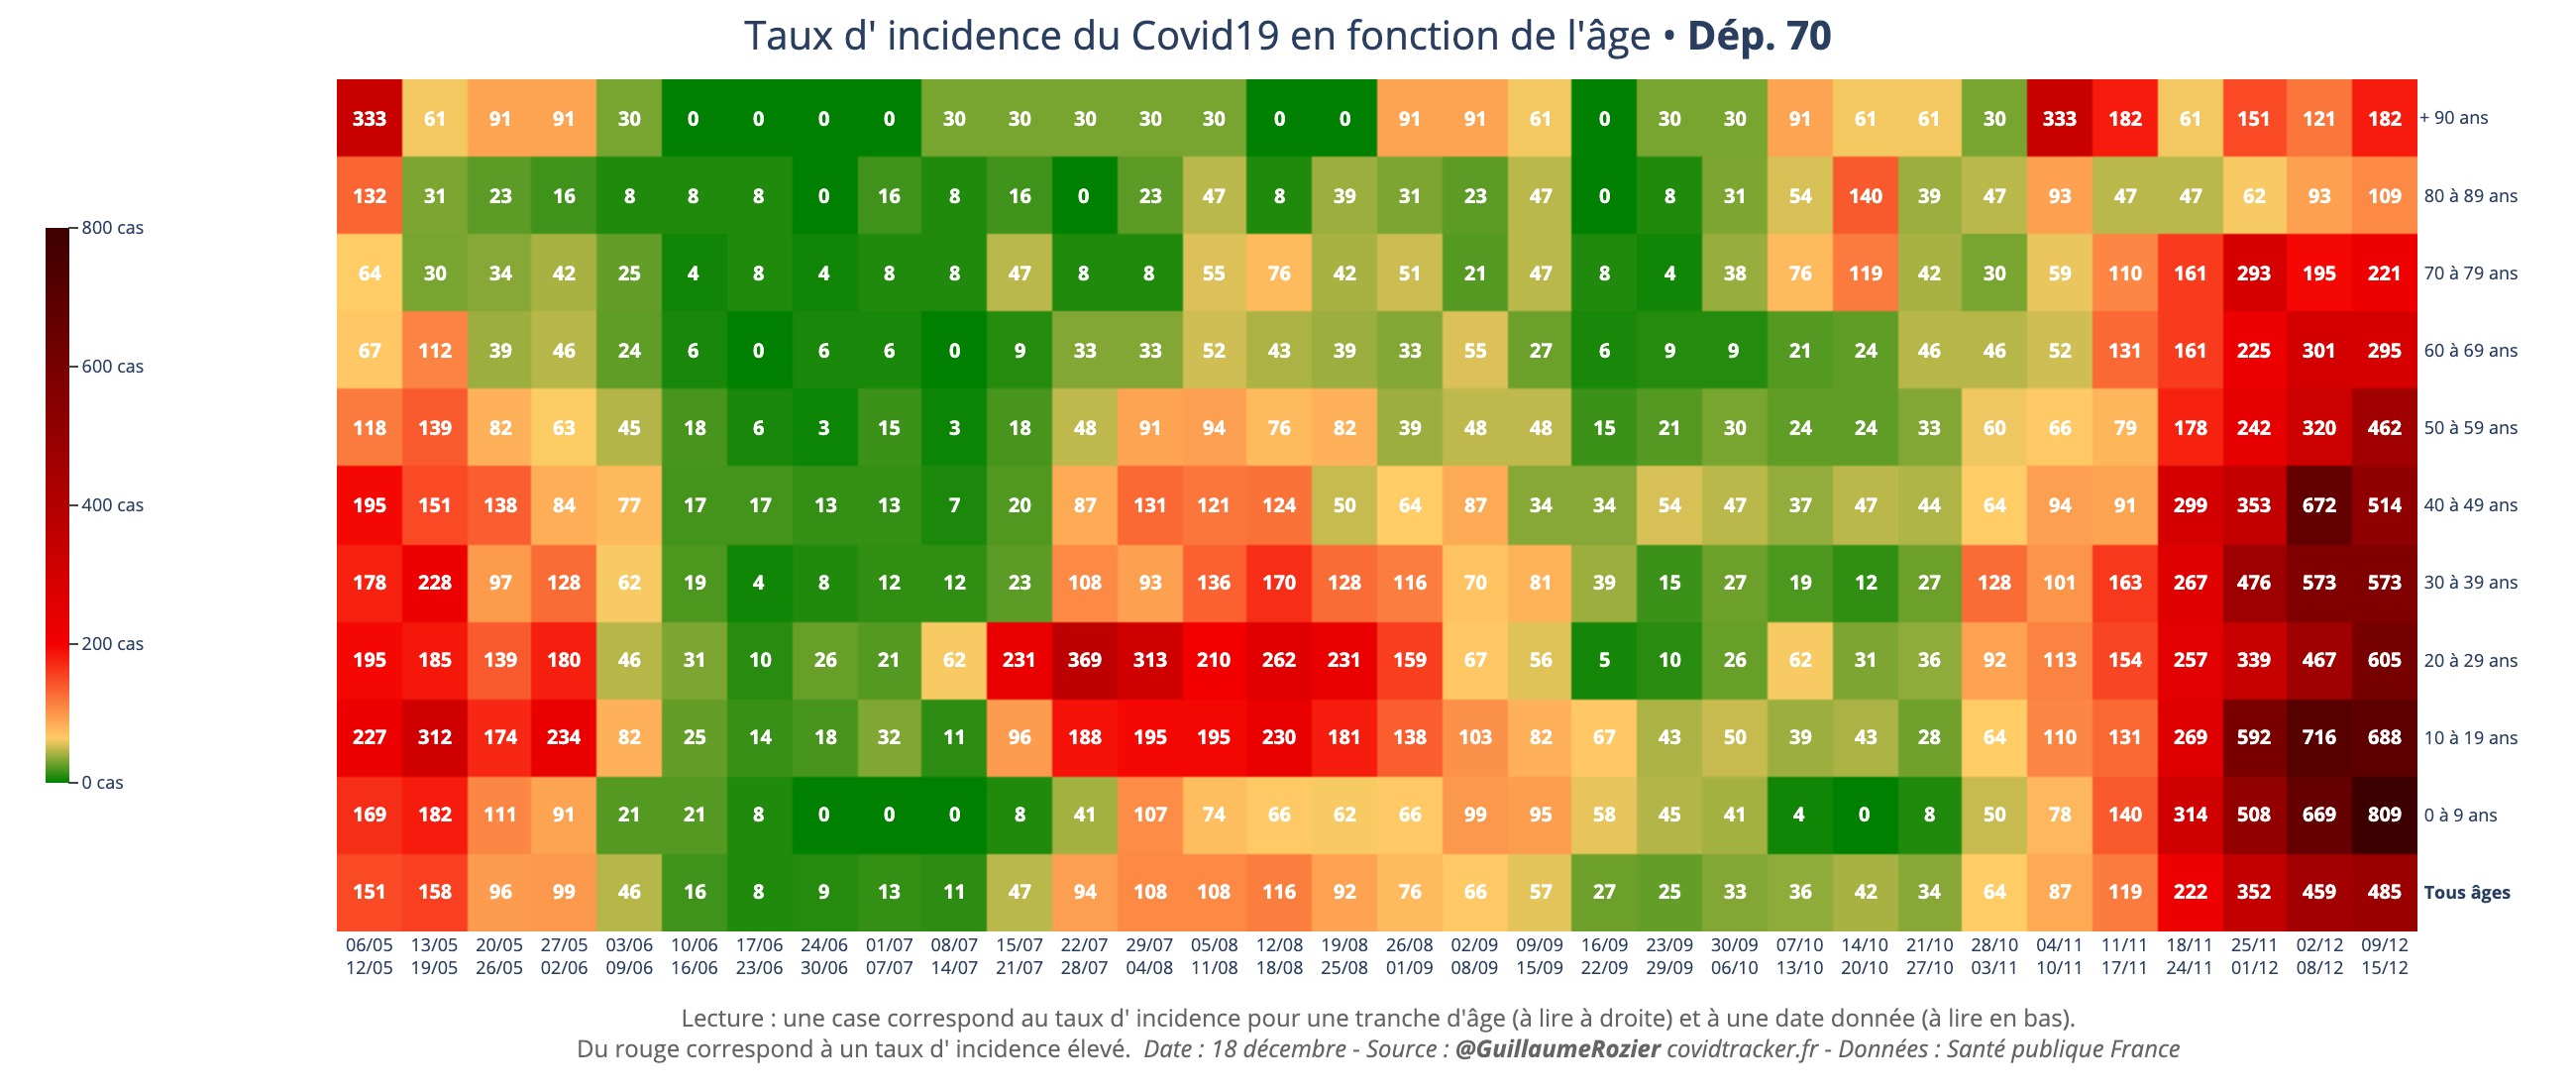 Taux d' incidence du Covid19 en fonction de l'âge • Dép. 70
333 61 91 91 30 0 0 0 0 30 30 30 30 30 0 0 91 91 61 0 30 30 91 61 61 30 333 182 61 151 121 182 + 90 ans
132 31 23 16 8 8 8 0 16 8 16 0 23 47 8 39 31 23 47 0 8 31 54 140 39 47 93 47 47 62 93 109 80 à 89 ans
800 cas
64 30 34 42 25 4 8 4 8 8 47 8 8 55 76 42 51 21 47 8 4 38 76 119 42 30 59 110 161 293 195 221 70 à 79 ans
67 112 39 46 24 6 0 6 6 0 9 33 33 52 43 39 33 55 27 6 9 9 21 24 46 46 52 131 161 225 301 295 60 à 69 ans
600 cas
118 139 82 63 45 18 6 3 15 3 18 48 91 94 76 82 39 48 48 15 21 30 24 24 33 60 66 79 178 242 320 462 50 à 59 ans
400 cas
195 151 138 84 77 17 17 13 13 7 20 87 131 121 124 50 64 87 34 34 54 47 37 47 44 64 94 91 299 353 672 514 40 à 49 ans
178 228 97 128 62 19 4 8 12 12 23 108 93 136 170 128 116 70 81 39 15 27 19 12 27 128 101 163 267 476 573 573 30 à 39 ans
200 cas
195 185 139 180 46 31 10 26 21 62 231 369 313 210 262 231 159 67 56 5 10 26 62 31 36 92 113 154 257 339 467 605 20 à 29 ans
227 312 174 234 82 25 14 18 32 11 96 188 195 195 230 181 138 103 82 67 43 50 39 43 28 64 110 131 269 592 716 688 10 à 19 ans
0 cas
169 182 111 91 21 21 8 0 0 0 8 41 107 74 66 62 66 99 95 58 45 41 4 0 8 50 78 140 314 508 669 809 0 à 9 ans
151 158 96 99 46 16 8 9 13 11 47 94 108 108 116 92 76 66 57 27 25 33 36 42 34 64 87 119 222 352 459 485 Tous âges
06/05 13/05 20/05 27/05 03/06 10/06 17/06 24/06 01/07 08/07 15/07 22/07 29/07 05/08 12/08 19/08 26/08 02/09 09/09 16/09 23/09 30/09 07/10 14/10 21/10 28/10 04/11 11/11 18/11 25/11 02/12 09/12
12/05 19/05 26/05 02/06 09/06 16/06 23/06 30/06 07/07 14/07 21/07 28/07 04/08 11/08 18/08 25/08 01/09 08/09 15/09 22/09 29/09 06/10 13/10 20/10 27/10 03/11 10/11 17/11 24/11 01/12 08/12 15/12
Lecture : une case correspond au taux d' incidence pour une tranche d'âge (à lire à droite) et à une date donnée (à lire en bas).
Du rouge correspond à un taux d' incidence élevé. Date : 18 décembre - Source : @GuillaumeRozier covidtracker.fr - Données : Santé publique France